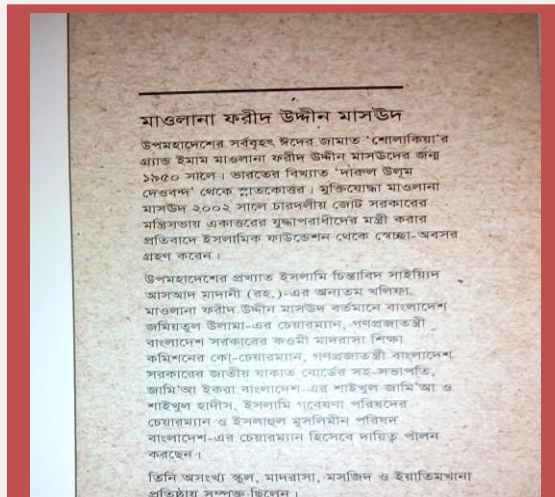 মাওলানা ফরীদ উদ্দীন মাসঊদ
উপমহাদেশের সর্ববৃহৎ ঈদের জামাত ‘শোলাকিয়া’র
গ্র্যান্ড ইমাম মাওলানা ফরীদ উদ্দীন মাসঊদের জন্ম
১৯৫০ সালে। ভারতের বিখ্যাত ‘দারুল উলূম
দেওবন্দ’ থেকে স্নাতকোত্তর। মুক্তিযোদ্ধা মাওলানা
মাসঊদ ২০০২ সালে চারদলীয় জোট সরকারের
মন্ত্রিসভায় একাত্তরের যুদ্ধাপরাধীদের মন্ত্রী করার
প্রতিবাদে ইসলামিক ফাউন্ডেশন থেকে স্বেচ্ছা-অবসর
গ্রহণ করেন।
উপমহাদেশের প্রখ্যাত ইসলামি চিন্তাবিদ সাইয়্যিদ
আসআদ মাদানী (রহ.)-এর অন্যতম খলিফা
মাওলানা ফরীদ উদ্দীন মাসঊদ বর্তমানে বাংলাদেশ
জমিয়তুল উলামা-এর চেয়ারম্যান, গণপ্রজাতন্ত্রী
বাংলাদেশ সরকারের কওমী মাদরাসা শিক্ষা
কমিশনের কো-চেয়ারম্যান, গণপ্রজাতন্ত্রী বাংলাদেশ
সরকারের জাতীয় যাকাত বোর্ডের সহ-সভাপতি,
জামি‘আ ইকরা বাংলাদেশ-এর শাইখুল জামি‘আ ও
শাইখুল হাদীস, ইসলামি গবেষণা পরিষদের
চেয়ারম্যান ও ইসলাহুল মুসলিমীন পরিষদ
বাংলাদেশ-এর চেয়ারম্যান হিসেবে দায়িত্ব পালন
করছেন।
তিনি অসংখ্য স্কুল, মাদরাসা, মসজিদ ও ইয়াতিমখানা
প্রতিষ্ঠায় সম্পৃক্ত ছিলেন।